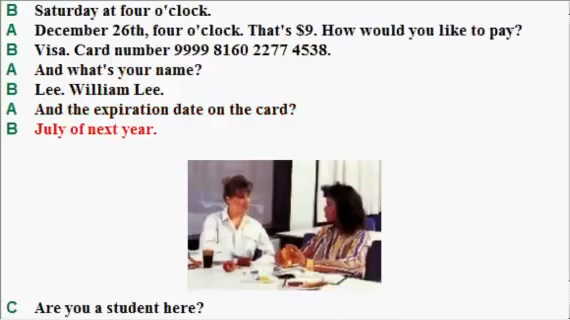 B Saturday at four o'clock.
A December 26th, four o'clock. That's $9. How would you like to pay?
B Visa. Card number 9999 8160 2277 4538.
A And what's your name?
B Lee. William Lee.
A And the expiration date on the card?
B July of next year.
C Are you a student here?